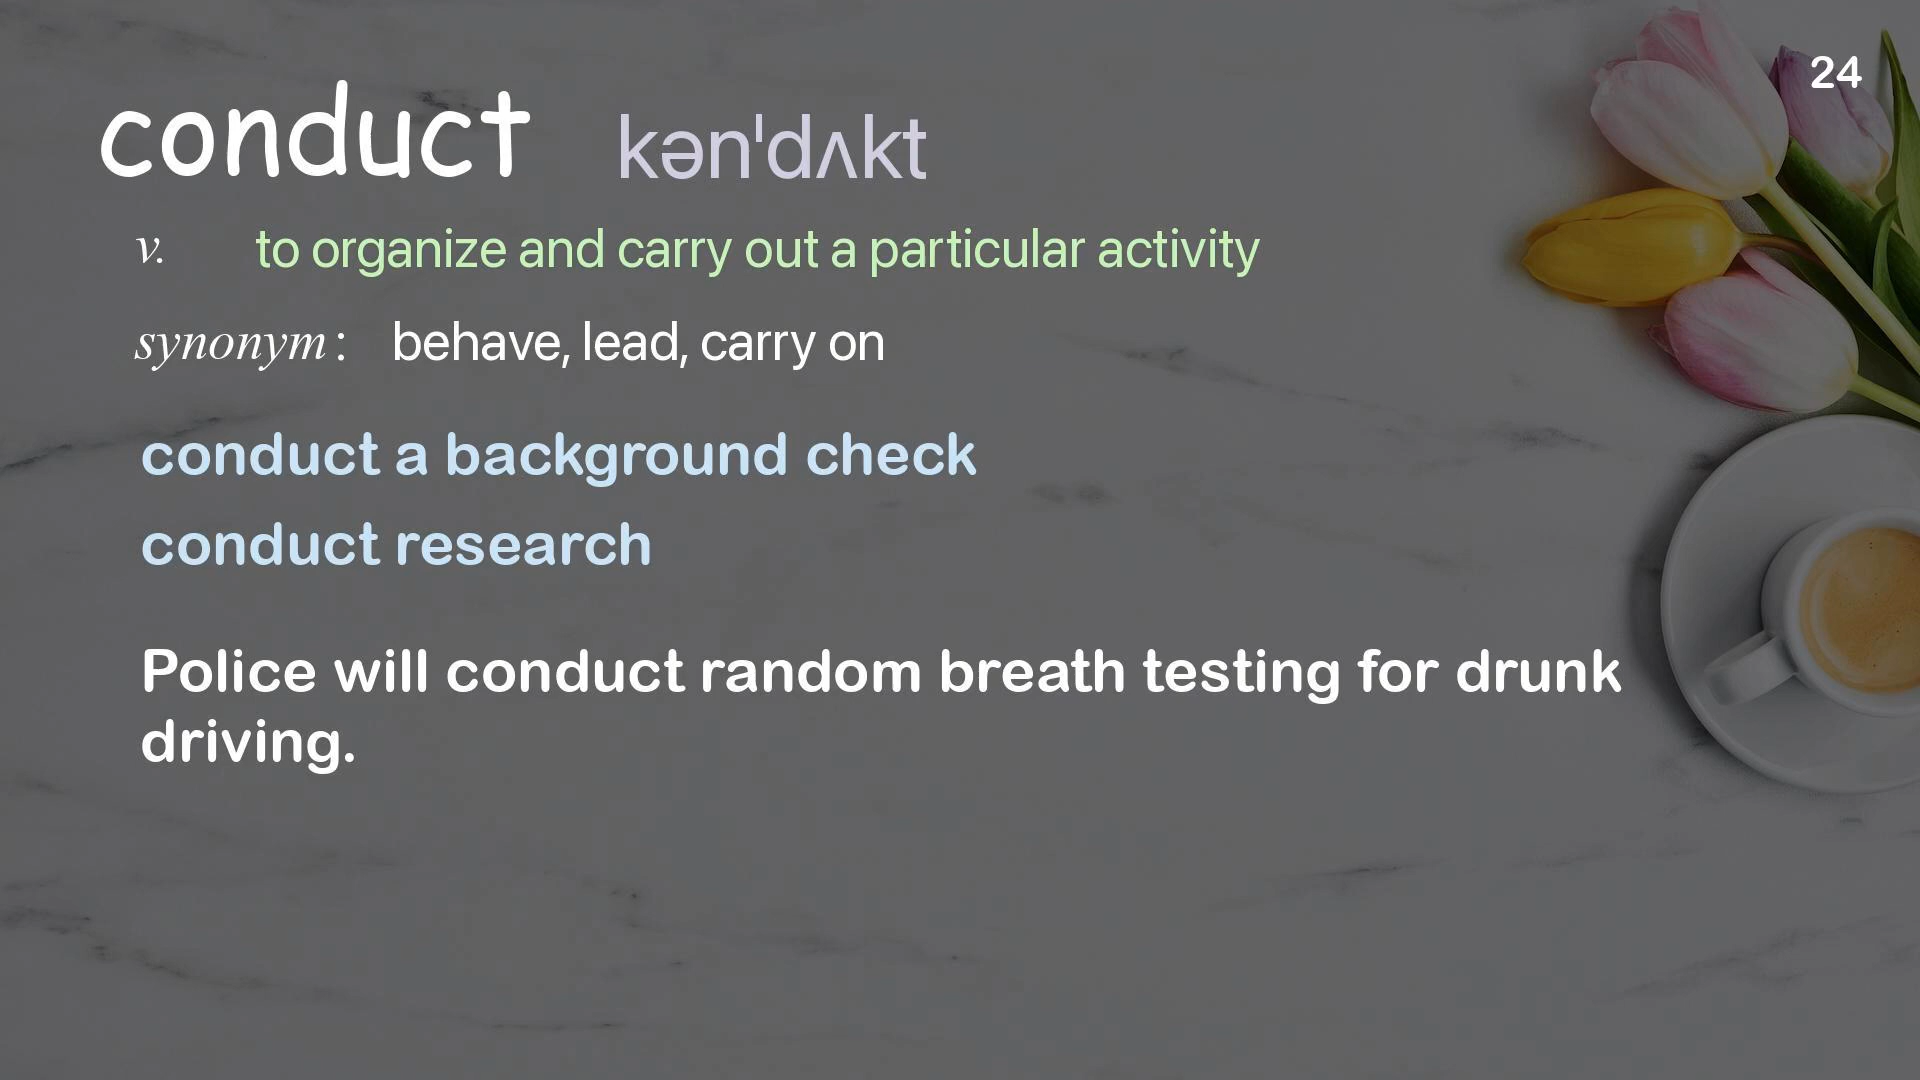 24
conduct kən'dʌkt
v. to organize and carry out a particular activity
synonym: behave, lead, carry on
conduct a background check
conduct research
Police will conduct random breath testing for drunk
driving.